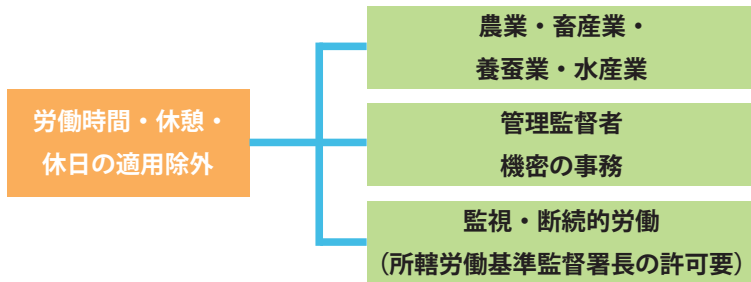 労働時間・休憩・
休日の適用除外
農業・畜産業・
養蚕業・水産業
管理監督者
機密の事務
監視・断続的労働
（所轄労働基準監督署長の許可要）